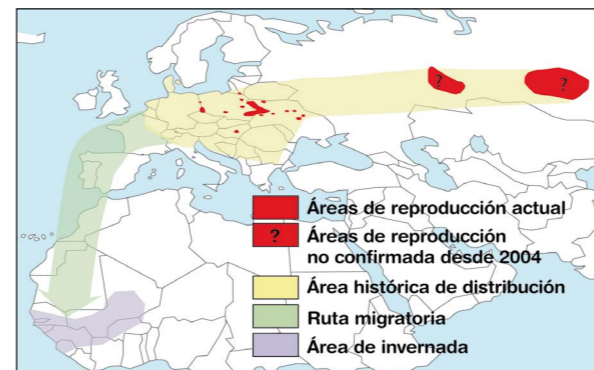 ?
?
Áreas de reproducción actual
? Áreas de reproducción
no confirmada desde 2004
Área histórica de distribución
Ruta migratoria
Área de invernada